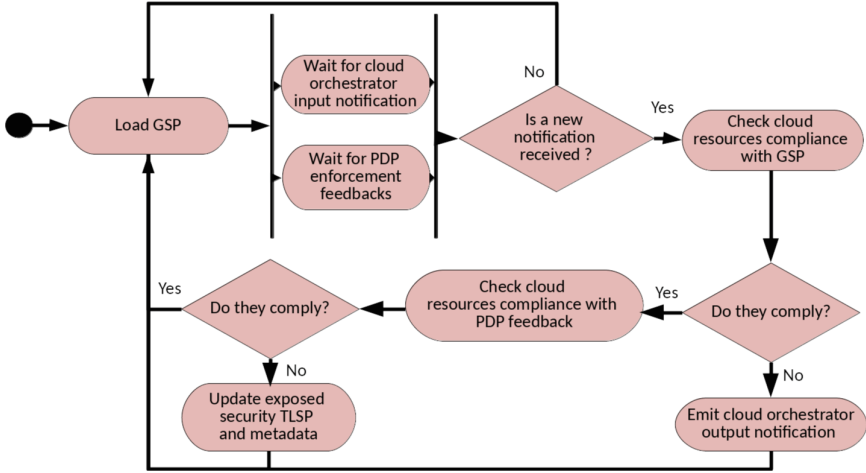 Load GSP
Wait for cloud
orchestrator
input notification
Wait for PDP
enforcement
feedbacks
No
Is a new
notification
received ?
Yes
Check cloud
resources compliance
with GSP
Do they comply?
Yes
No
Check cloud
resources compliance with
PDP feedback
Do they comply?
Yes
No
Update exposed
security TLSP
and metadata
Emit cloud orchestrator
output notification